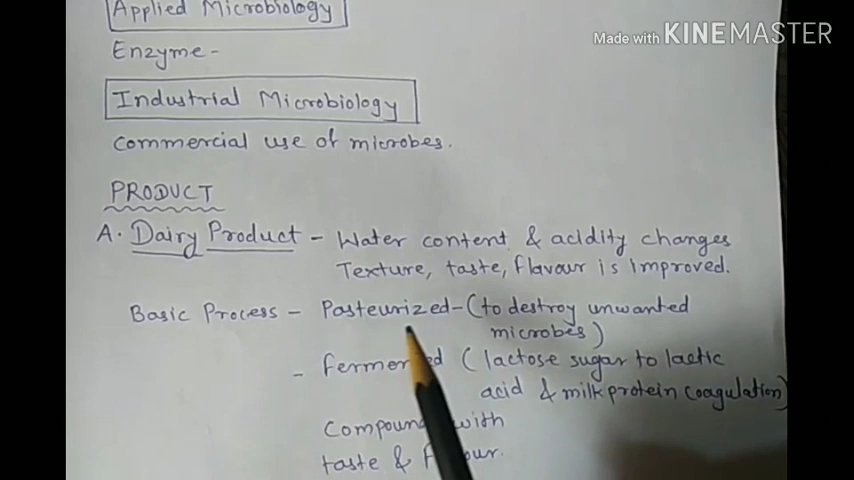 Applied Microbiology
Made with KINEMASTER
Enzyme -
Industrial Microbiology
Commercial use of microbes.
PRODUCT
A. Dairy Product - Water content & acidity changes
Texture, taste, flavour is improved.
Basic Process - Pasteurized - (to destroy unwanted
microbes)
- (lactose sugar to lactic
acid & milk protein coagulation)
with
taste &